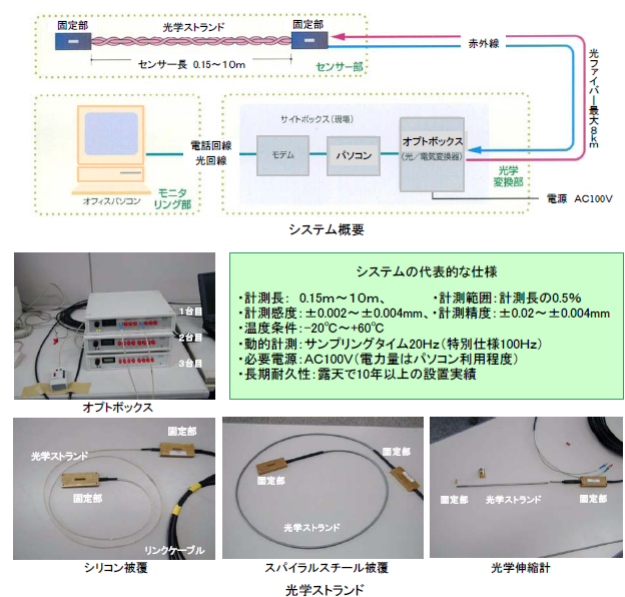 固定部
光学ストランド
固定部
センサー長 0.15～10m
センサー部
赤外線
光ファイバー最大8km
サイトボックス(現場)
電話回線
光回線
モデム
パソコン
オプトボックス
(光/電気変換器)
光学
変換部
オフィスパソコン
モニタ
リング部
電源 AC100V
システム概要
1台目
2台目
3台目
オプトボックス
システムの代表的な仕様
・計測長: 0.15m～10m、 ・計測範囲:計測長の0.5%
・計測感度:±0.002～±0.004mm、・計測精度:±0.02～±0.004mm
・温度条件:-20℃～+60℃
・動的計測:サンプリングタイム20Hz(特別仕様100Hz)
・必要電源:AC100V(電力量はパソコン利用程度)
・長期耐久性:露天で10年以上の設置実績
固定部
光学ストランド
固定部
リンクケーブル
シリコン被覆
固定部
固定部
光学ストランド
スパイラルスチール被覆
固定部 光学ストランド 固定部
光学伸縮計
光学ストランド